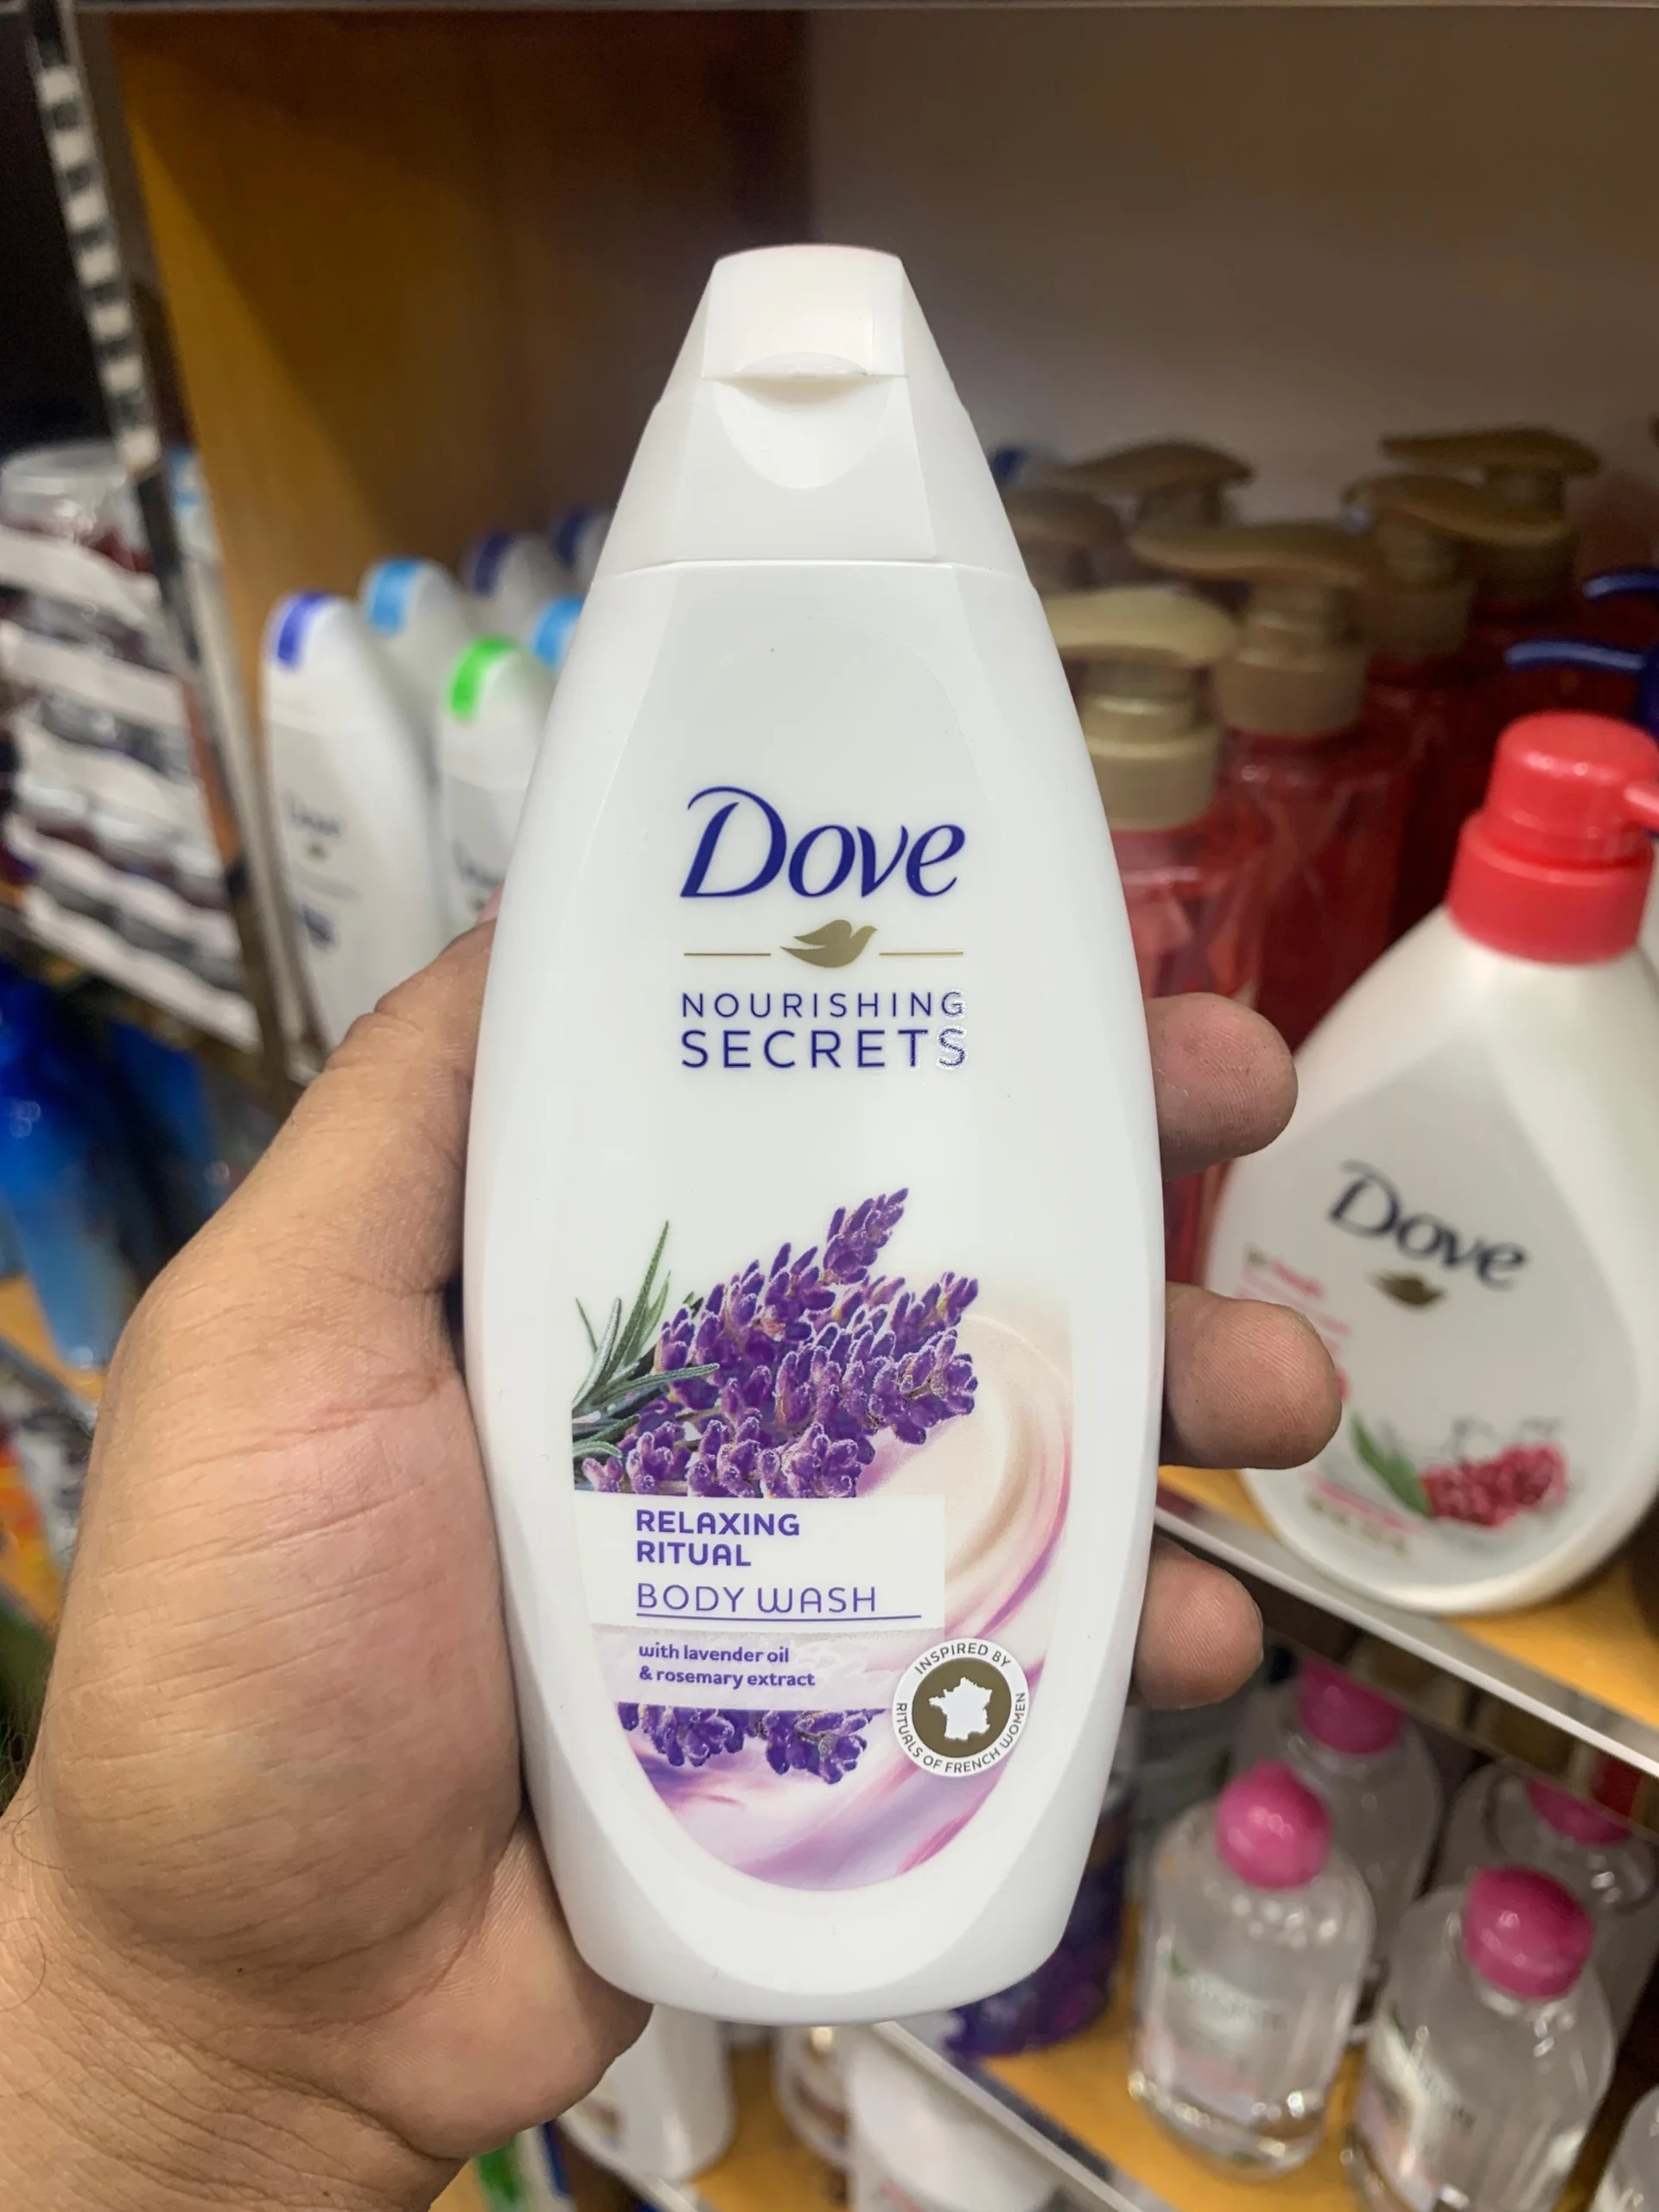 Dove
NOURISHING
SECRETS
RELAXING
RITUAL
BODY WASH
with lavender oil
& rosemary extract
INSPIRED BY
RITUALS OF FRENCH WOMEN
Dove